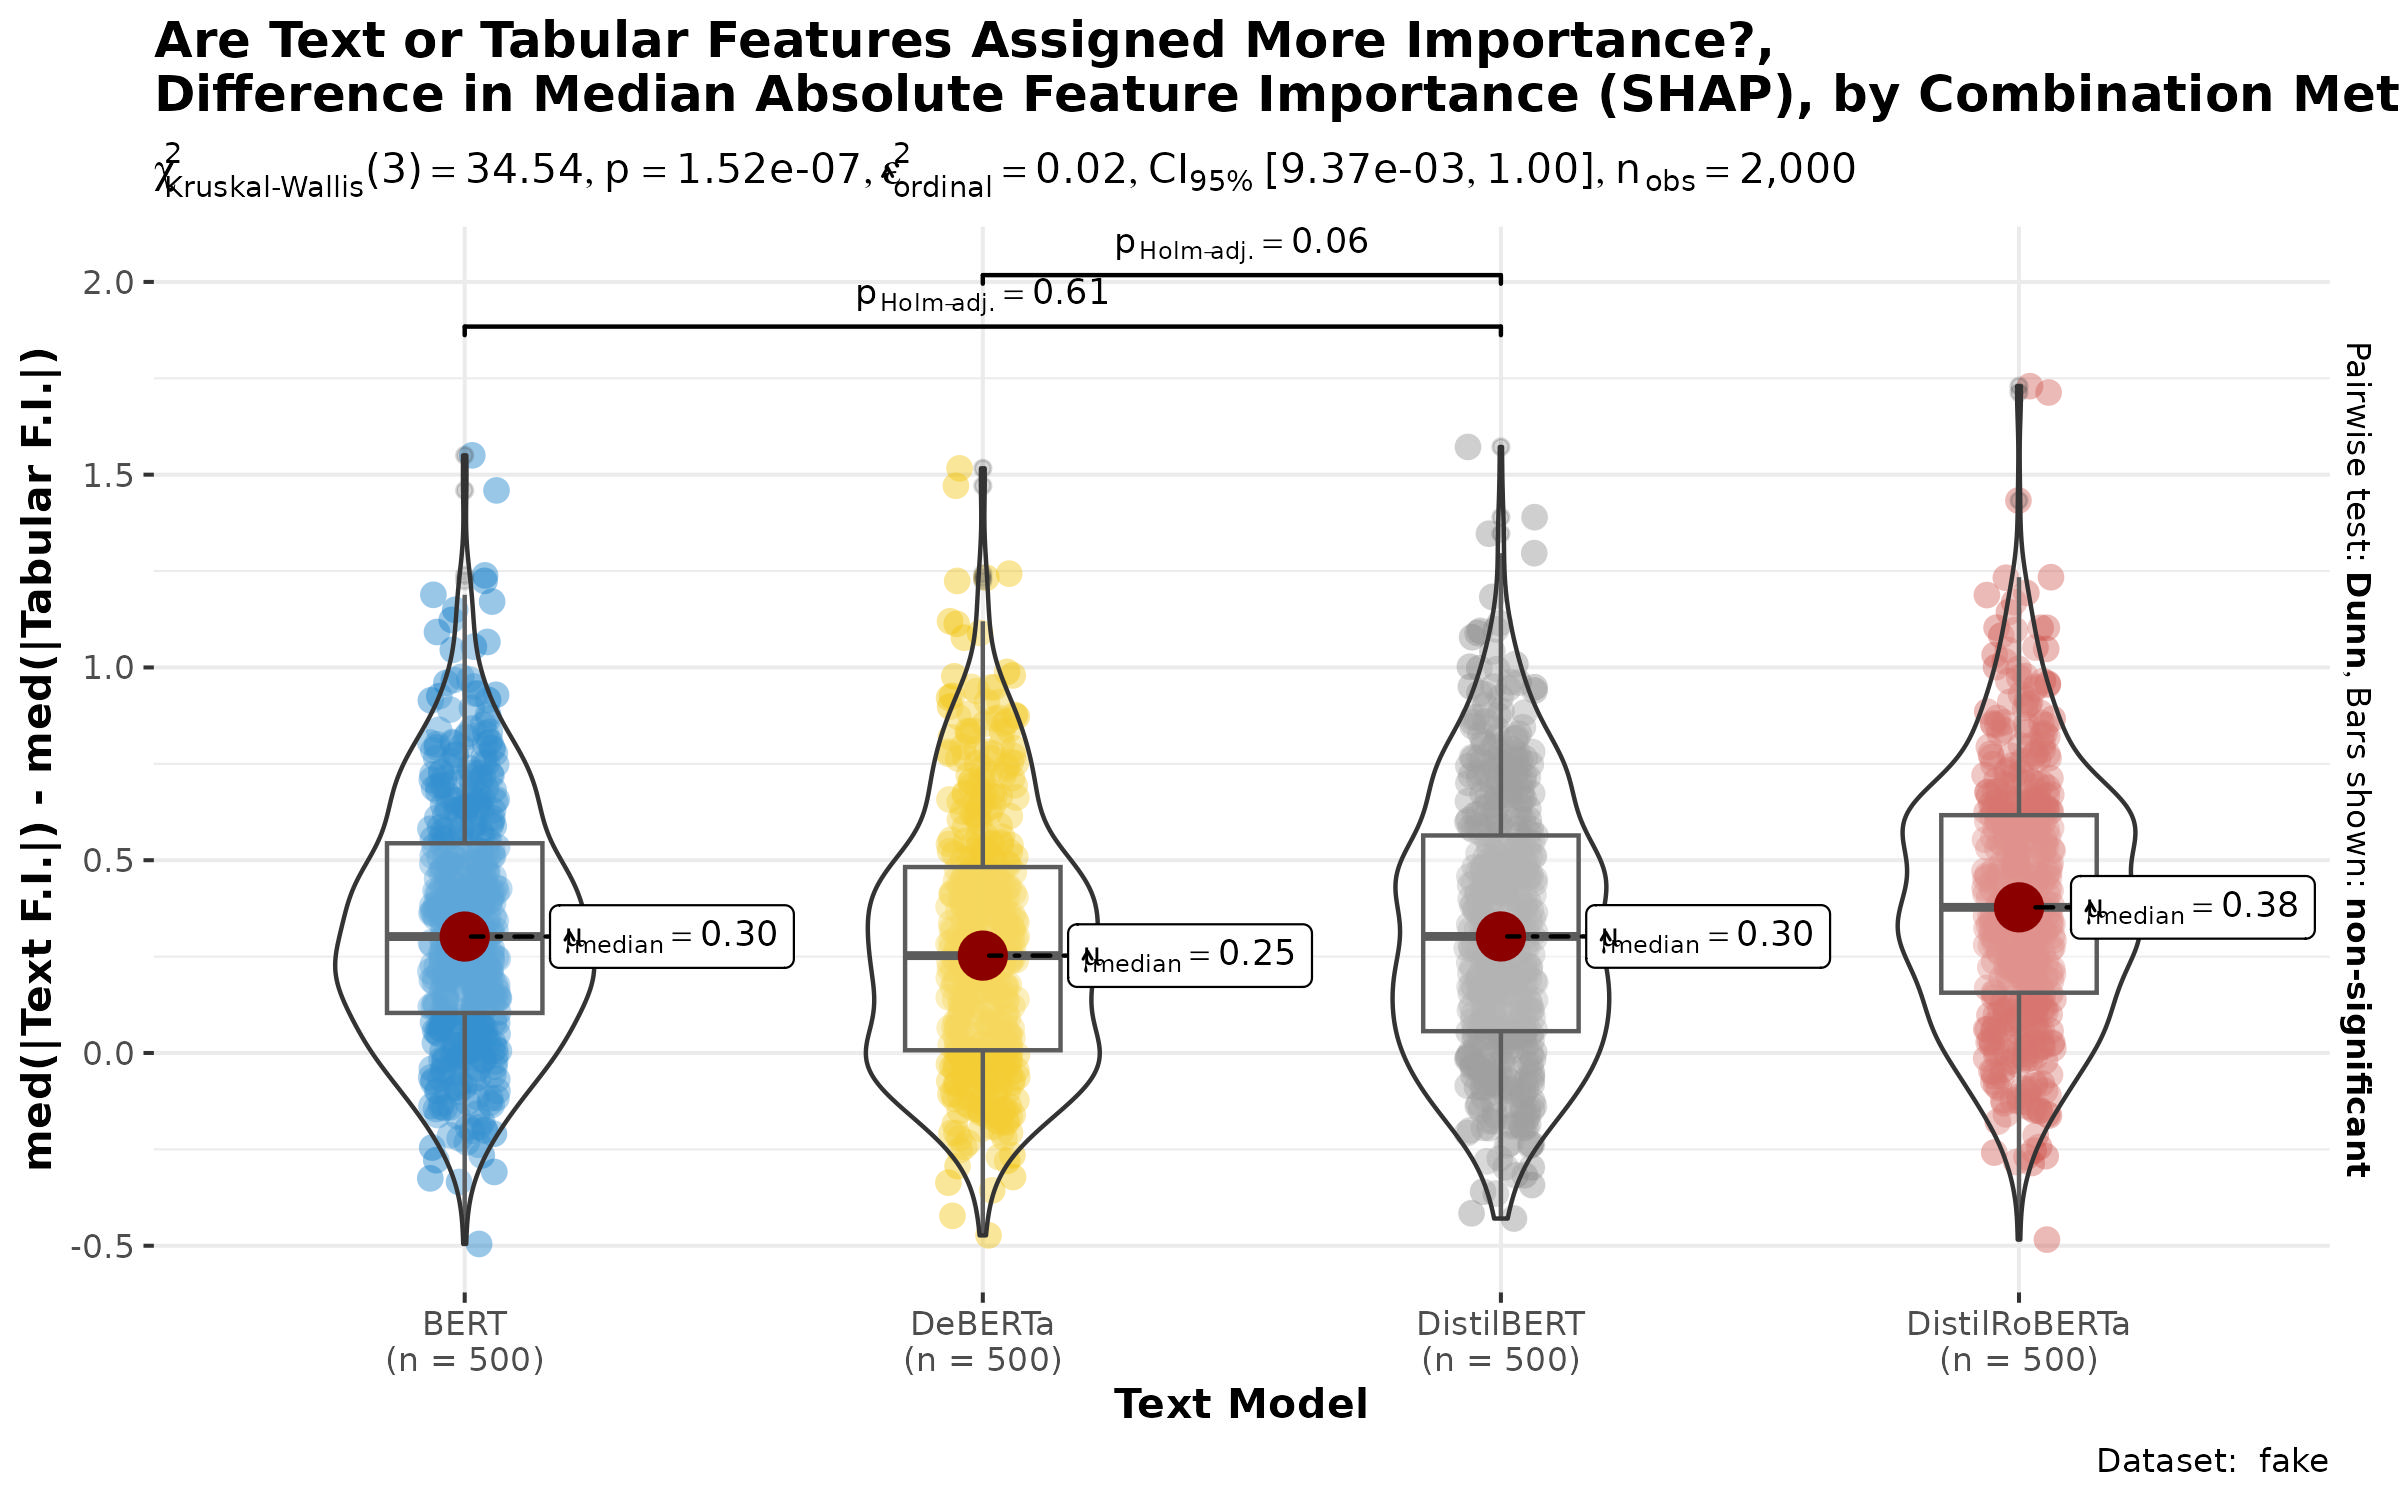 Are Text or Tabular Features Assigned More Importance?,
Difference in Median Absolute Feature Importance (SHAP), by Combination Met
χ²Kruskal-Wallis(3) = 34.54, p = 1.52e-07, ε̂²ordinal = 0.02, CI95% [9.37e-03, 1.00], nobs = 2,000
pHolm-adj. = 0.06
pHolm-adj. = 0.61
2.0
1.5
1.0
0.5
0.0
-0.5
med(|Text F.I.|) - med(|Tabular F.I.|)
μ̂median = 0.30
μ̂median = 0.25
μ̂median = 0.30
μ̂median = 0.38
Pairwise test: Dunn, Bars shown: non-significant
BERT
(n = 500)
DeBERTa
(n = 500)
DistilBERT
(n = 500)
DistilRoBERTa
(n = 500)
Text Model
Dataset:  fake